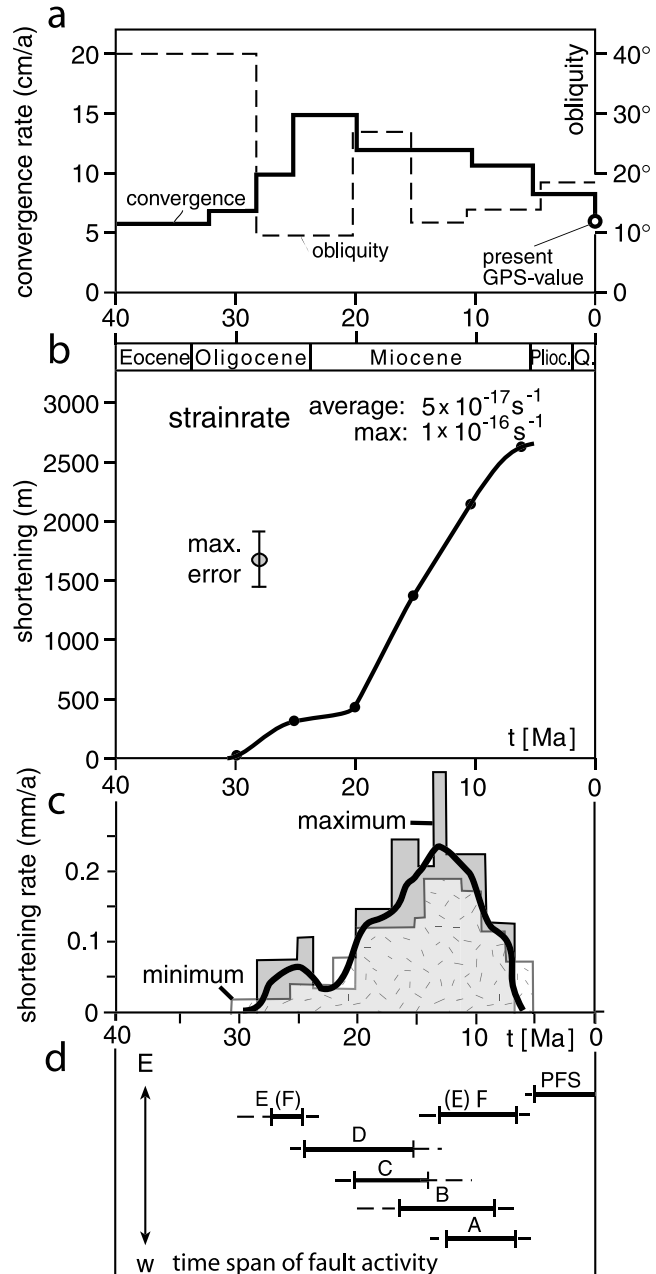 a
convergence rate (cm/a)
20
15
10
5
0
40°
30°
20°
10°
0
obliquity
convergence
obliquity
present
GPS-value
40 30 20 10 0
b
Eocene Oligocene Miocene Plioc. Q.
strainrate
average: 5 x 10⁻¹⁷s⁻¹
max: 1 x 10⁻¹⁶s⁻¹
shortening (m)
3000
2500
2000
1500
1000
500
0
max.
error
t [Ma]
40 30 20 10 0
c
shortening rate (mm/a)
0.2
0.1
0
maximum
minimum
t [Ma]
40 30 20 10 0
d
E
PFS
E (F)
(E) F
D
C
B
A
w time span of fault activity